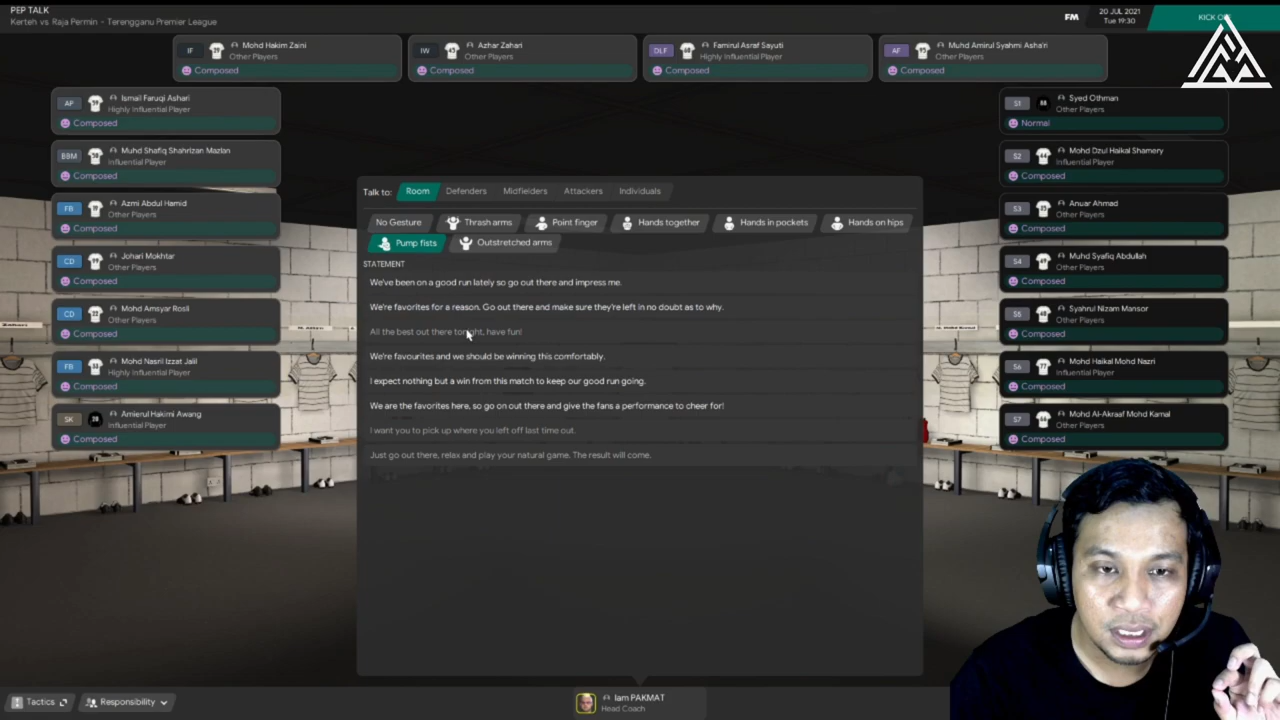 PEP TALK
Kerteh vs Raja Permin - Terengganu Premier League
FM
20 JUL 2021
Tue 19:30
KICK O
IF
Mohd Hakim Zaini
Other Players
Composed
IW
Azhar Zahari
Other Players
Composed
DLF
Famirul Asraf Sayuti
Highly Influential Player
Composed
AF
Muhd Amirul Syahmi Asha'ri
Other Players
Composed
AP
Ismail Faruqi Ashari
Highly Influential Player
Composed
BBM
Muhd Shafiq Shahrizan Mazlan
Influential Player
Composed
FB
Azmi Abdul Hamid
Other Players
Composed
CD
Johari Mokhtar
Other Players
Composed
CD
Mohd Amsyar Rosli
Other Players
Composed
FB
Mohd Nasril Izzat Jalil
Highly Influential Player
Composed
SK
Amierul Hakimi Awang
Influential Player
Composed
Talk to:
Room
Defenders
Midfielders
Attackers
Individuals
No Gesture
Thrash arms
Point finger
Hands together
Hands in pockets
Hands on hips
Pump fists
Outstretched arms
STATEMENT
We've been on a good run lately so go out there and impress me.
We're favorites for a reason. Go out there and make sure they're left in no doubt as to why.
All the best out there tonight, have fun!
We're favourites and we should be winning this comfortably.
I expect nothing but a win from this match to keep our good run going.
We are the favorites here, so go on out there and give the fans a performance to cheer for!
I want you to pick up where you left off last time out.
Just go out there, relax and play your natural game. The result will come.
S1
Syed Othman
Other Players
Normal
S2
Mohd Dzul Haikal Shamery
Influential Player
Composed
S3
Anuar Ahmad
Other Players
Composed
S4
Mohd Syafiq Abdullah
Other Players
Composed
S5
Syahrul Nizam Mansor
Other Players
Composed
S6
Mohd Haikal Mohd Nazri
Influential Player
Composed
S7
Mohd Al-Akraaf Mohd Kamal
Other Players
Composed
Tactics
Responsibility
Iam PAKMAT
Head Coach